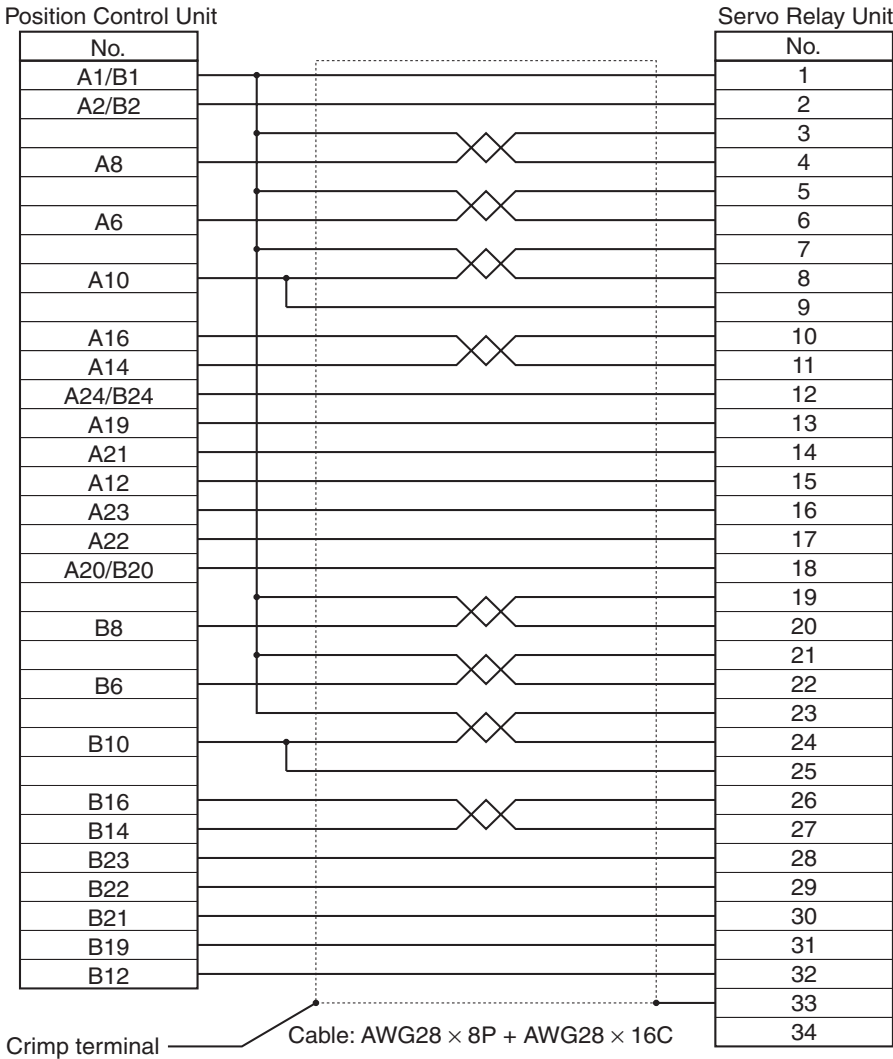 Position Control Unit Servo Relay Unit
No. No.
A1/B1 1
A2/B2 2
3
A8 4
5
A6 6
7
A10 8
9
A16 10
A14 11
A24/B24 12
A19 13
A21 14
A12 15
A23 16
A22 17
A20/B20 18
19
B8 20
21
B6 22
23
B10 24
25
B16 26
B14 27
B23 28
B22 29
B21 30
B19 31
B12 32
33
34
Crimp terminal Cable: AWG28 × 8P + AWG28 × 16C